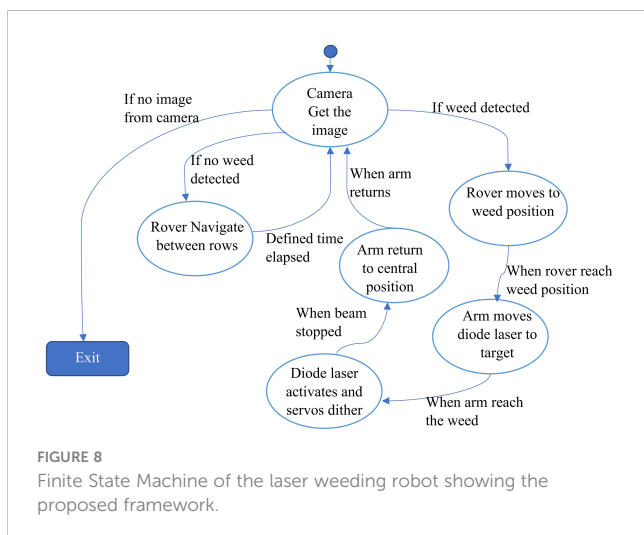 Camera
Get the
image
If no image
from camera
If weed detected
If no weed
detected
When arm
returns
Rover moves to
weed position
Rover Navigate
between rows
Defined time
elapsed
Arm return
to central
position
When rover reach
weed position
When beam
stopped
Arm moves
diode laser to
target
Exit
Diode laser
activates and
servos dither
When arm reach
the weed
FIGURE 8
Finite State Machine of the laser weeding robot showing the
proposed framework.